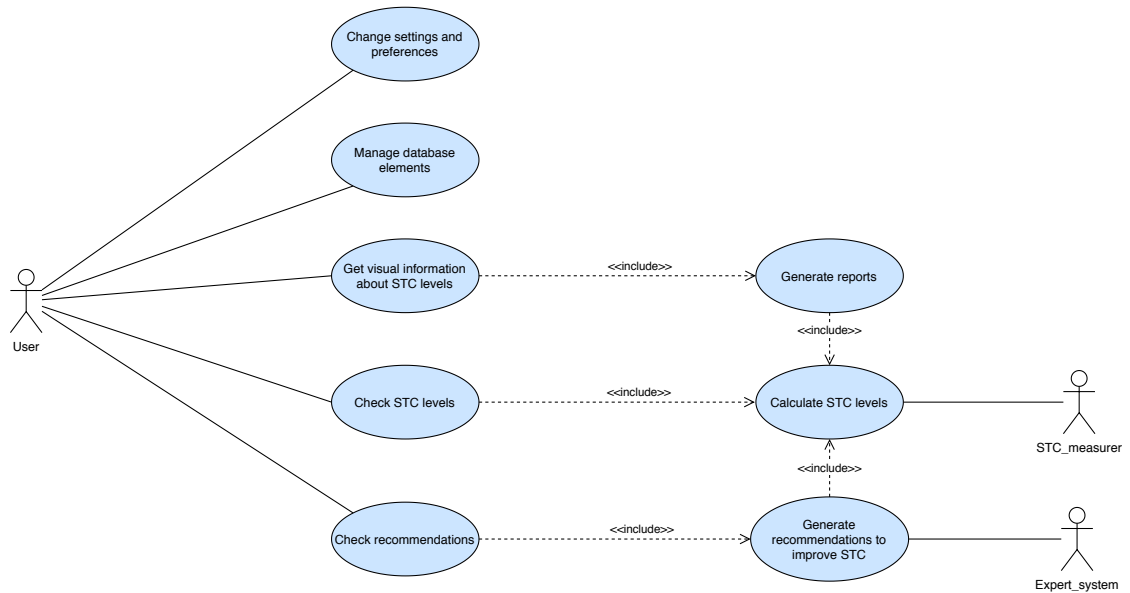 Change settings and
preferences
Manage database
elements
Get visual information
about STC levels
<<include>>
Generate reports
<<include>>
User
Check STC levels
<<include>>
Calculate STC levels
STC_measurer
<<include>>
Check recommendations
<<include>>
Generate
recommendations to
improve STC
Expert_system